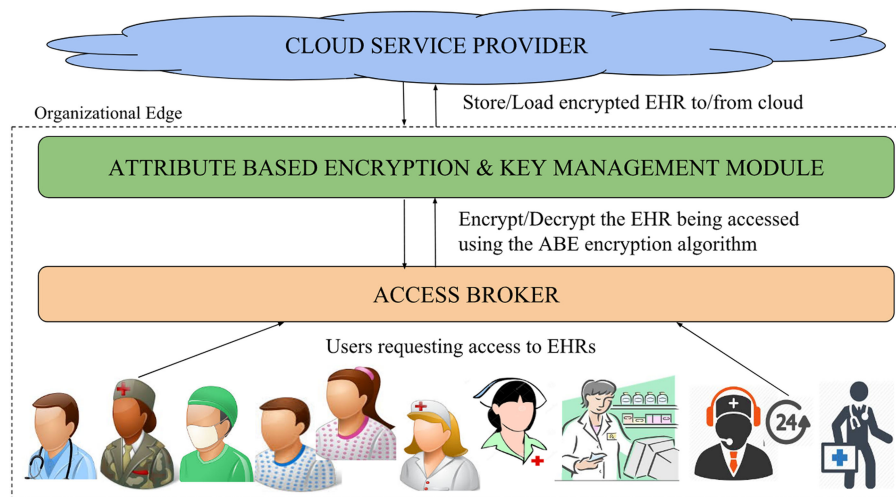 CLOUD SERVICE PROVIDER
Store/Load encrypted EHR to/from cloud
Organizational Edge
ATTRIBUTE BASED ENCRYPTION & KEY MANAGEMENT MODULE
Encrypt/Decrypt the EHR being accessed
using the ABE encryption algorithm
ACCESS BROKER
Users requesting access to EHRs
24